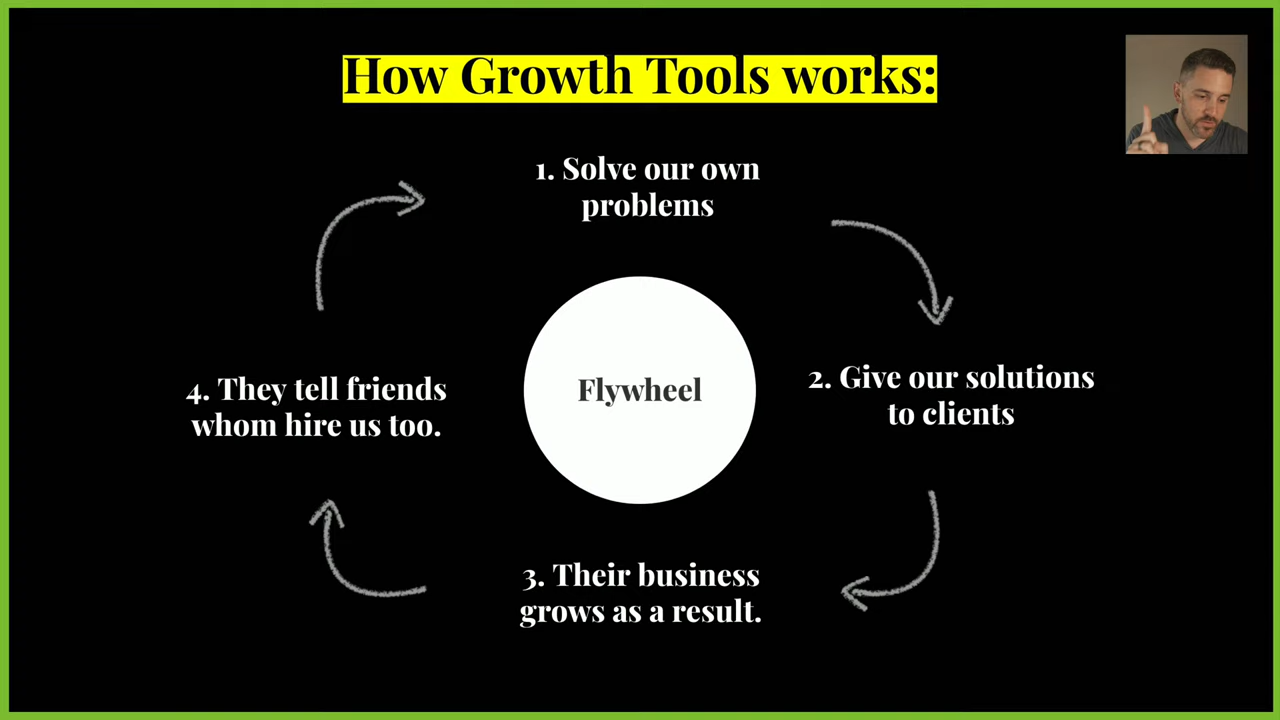 How Growth Tools works:
1. Solve our own
problems
2. Give our solutions
to clients
3. Their business
grows as a result.
4. They tell friends
whom hire us too.
Flywheel